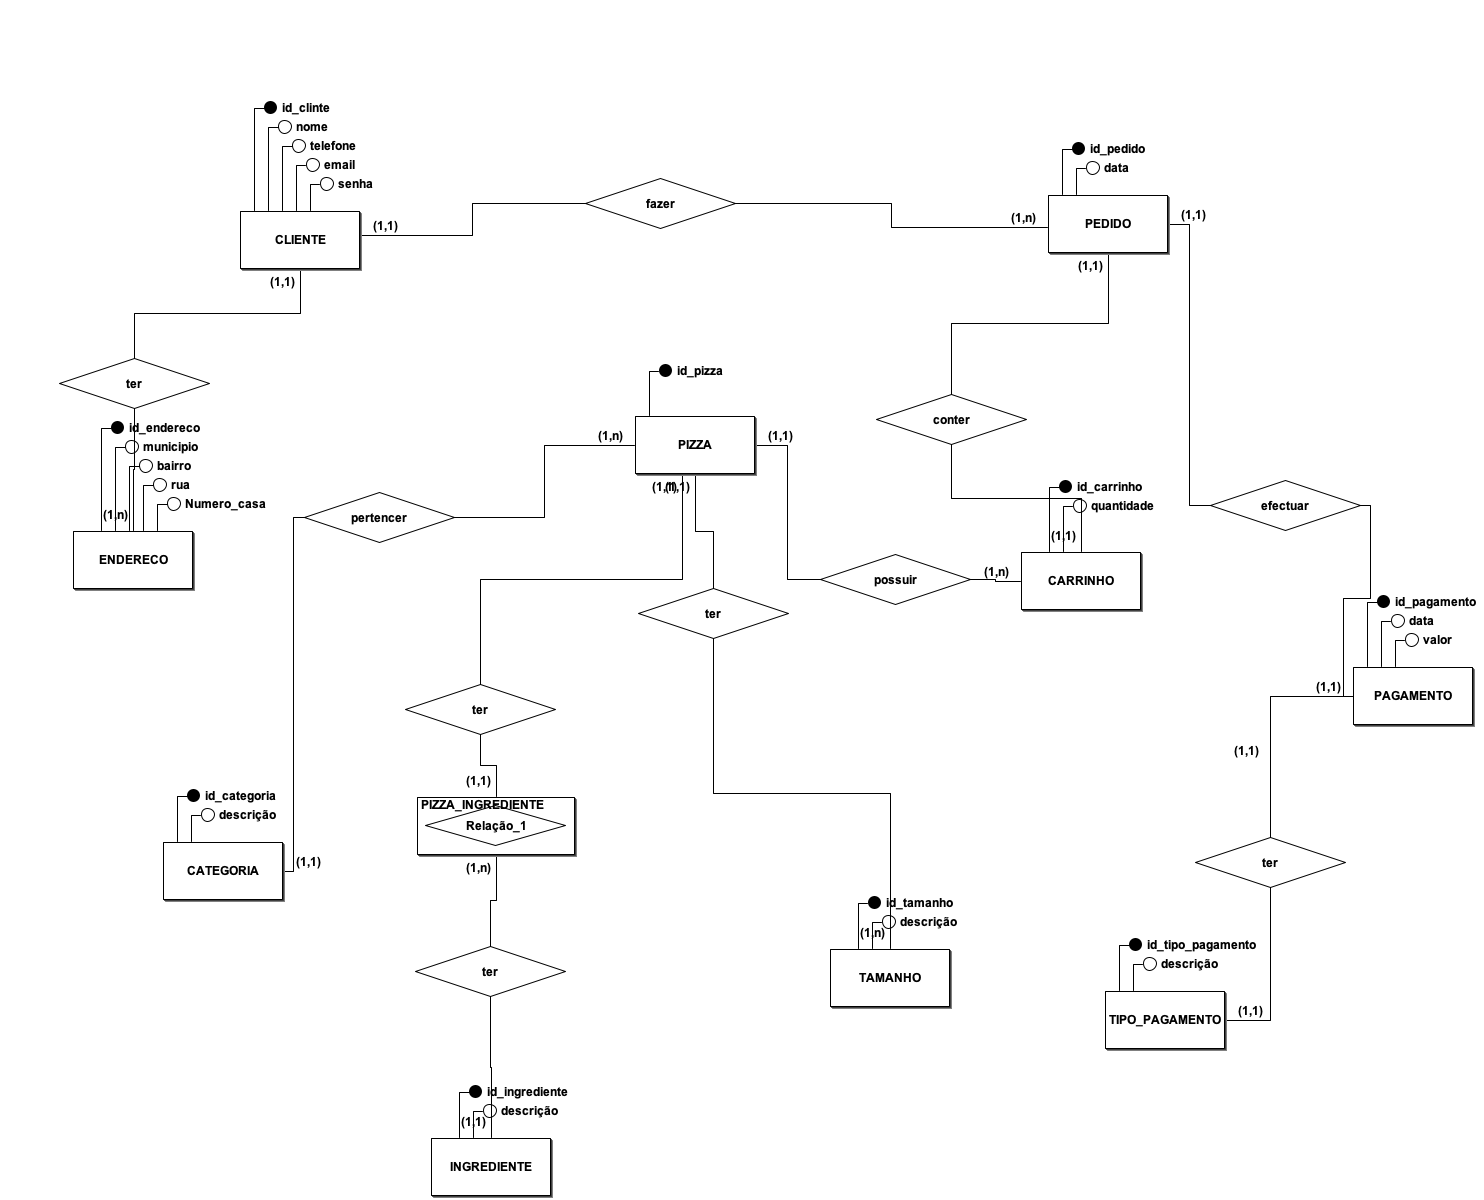 id_clinte
nome
telefone
email
senha
CLIENTE
(1,1)
(1,1)
fazer
(1,n)
id_pedido
data
PEDIDO
(1,1)
(1,1)
ter
id_endereco
municipio
bairro
rua
Numero_casa
(1,n)
ENDERECO
id_pizza
PIZZA
(1,n)
(1,1)
(1,1)
pertencer
conter
id_carrinho
quantidade
(1,1)
CARRINHO
possuir
(1,n)
efectuar
id_pagamento
data
valor
(1,1)
PAGAMENTO
(1,1)
ter
ter
(1,1)
PIZZA_INGREDIENTE
Relação_1
(1,n)
id_categoria
descrição
CATEGORIA
(1,1)
ter
id_tamanho
descrição
(1,n)
TAMANHO
ter
id_tipo_pagamento
descrição
TIPO_PAGAMENTO
(1,1)
id_ingrediente
descrição
(1,1)
INGREDIENTE